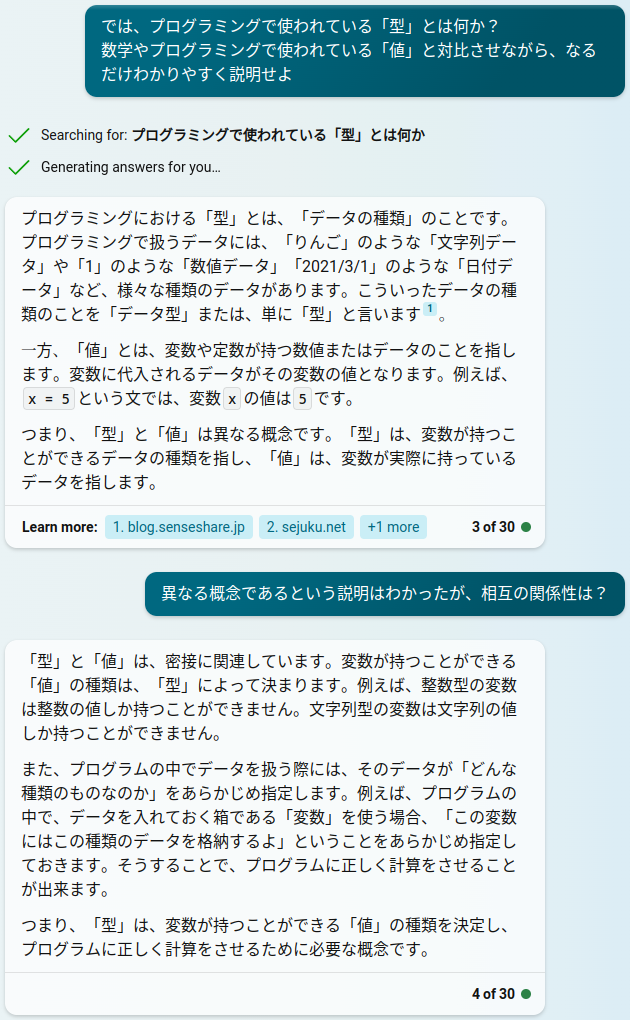 では、プログラミングで使われている「型」とは何か？
数学やプログラミングで使われている「値」と対比させながら、なる
だけわかりやすく説明せよ
Searching for: プログラミングで使われている「型」とは何か
Generating answers for you...
プログラミングにおける「型」とは、「データの種類」のことです。
プログラミングで扱うデータには、「りんご」のような「文字列デー
タ」や「1」のような「数値データ」「2021/3/1」のような「日付デ
ータ」など、様々な種類のデータがあります。こういったデータの種
類のことを「データ型」または、単に「型」と言います 1 。
一方、「値」とは、変数や定数が持つ数値またはデータのことを指し
ます。変数に代入されるデータがその変数の値となります。例えば、
x = 5 という文では、変数 x の値は 5 です。
つまり、「型」と「値」は異なる概念です。「型」は、変数が持つこ
とができるデータの種類を指し、「値」は、変数が実際に持っている
データを指します。
Learn more: 1. blog.senseshare.jp 2. sejuku.net +1 more 3 of 30
異なる概念であるという説明はわかったが、相互の関係性は？
「型」と「値」は、密接に関連しています。変数が持つことができる
「値」の種類は、「型」によって決まります。例えば、整数型の変数
は整数の値しか持つことができません。文字列型の変数は文字列の値
しか持つことができません。
また、プログラムの中でデータを扱う際には、そのデータが「どんな
種類のものなのか」をあらかじめ指定します。例えば、プログラムの
中で、データを入れておく箱である「変数」を使う場合、「この変数
にはこの種類のデータを格納するよ」ということをあらかじめ指定し
ておきます。そうすることで、プログラムに正しく計算をさせること
が出来ます。
つまり、「型」は、変数が持つことができる「値」の種類を決定し、
プログラムに正しく計算をさせるために必要な概念です。
4 of 30